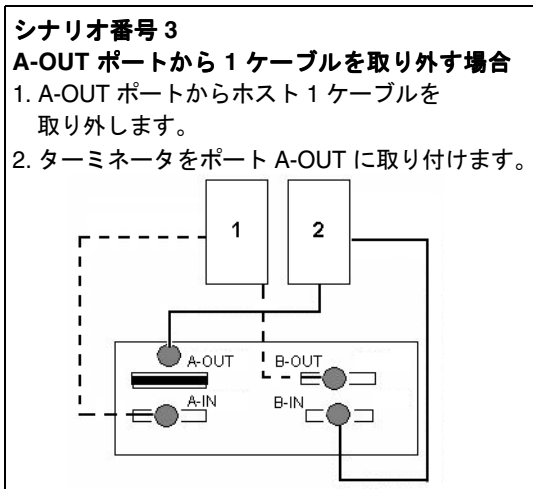 シナリオ番号 3
A-OUT ポートから 1 ケーブルを取り外す場合
1. A-OUT ポートからホスト 1 ケーブルを
取り外します。
2. ターミネータをポート A-OUT に取り付けます。
1 2
A-OUT B-OUT
A-IN B-IN